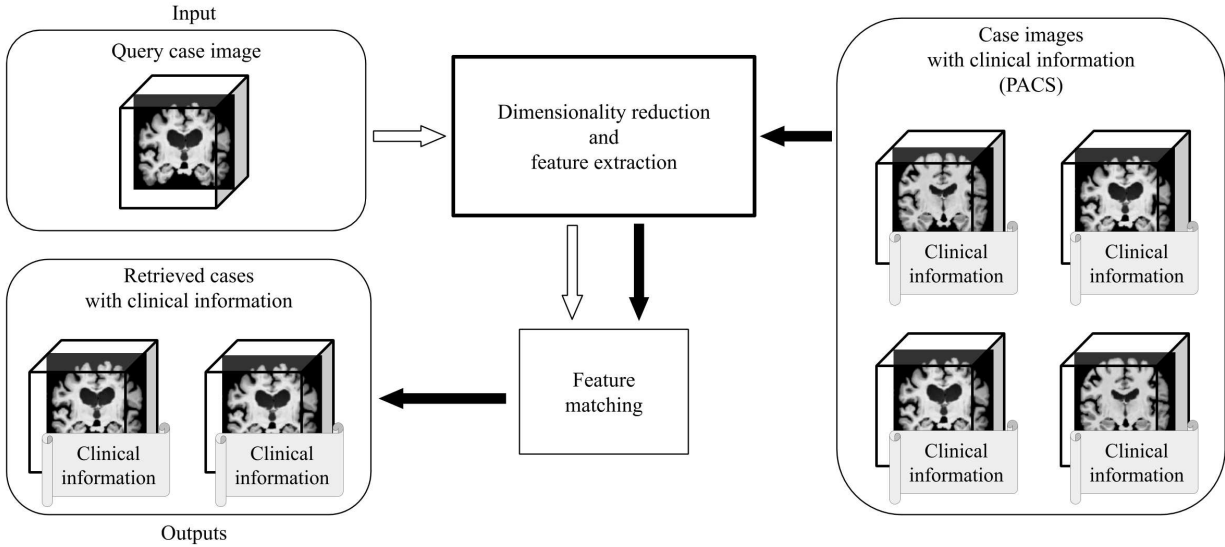 Input
Query case image
Dimensionality reduction
and
feature extraction
Case images
with clinical information
(PACS)
Clinical
information
Clinical
information
Clinical
information
Clinical
information
Feature
matching
Retrieved cases
with clinical information
Clinical
information
Clinical
information
Outputs